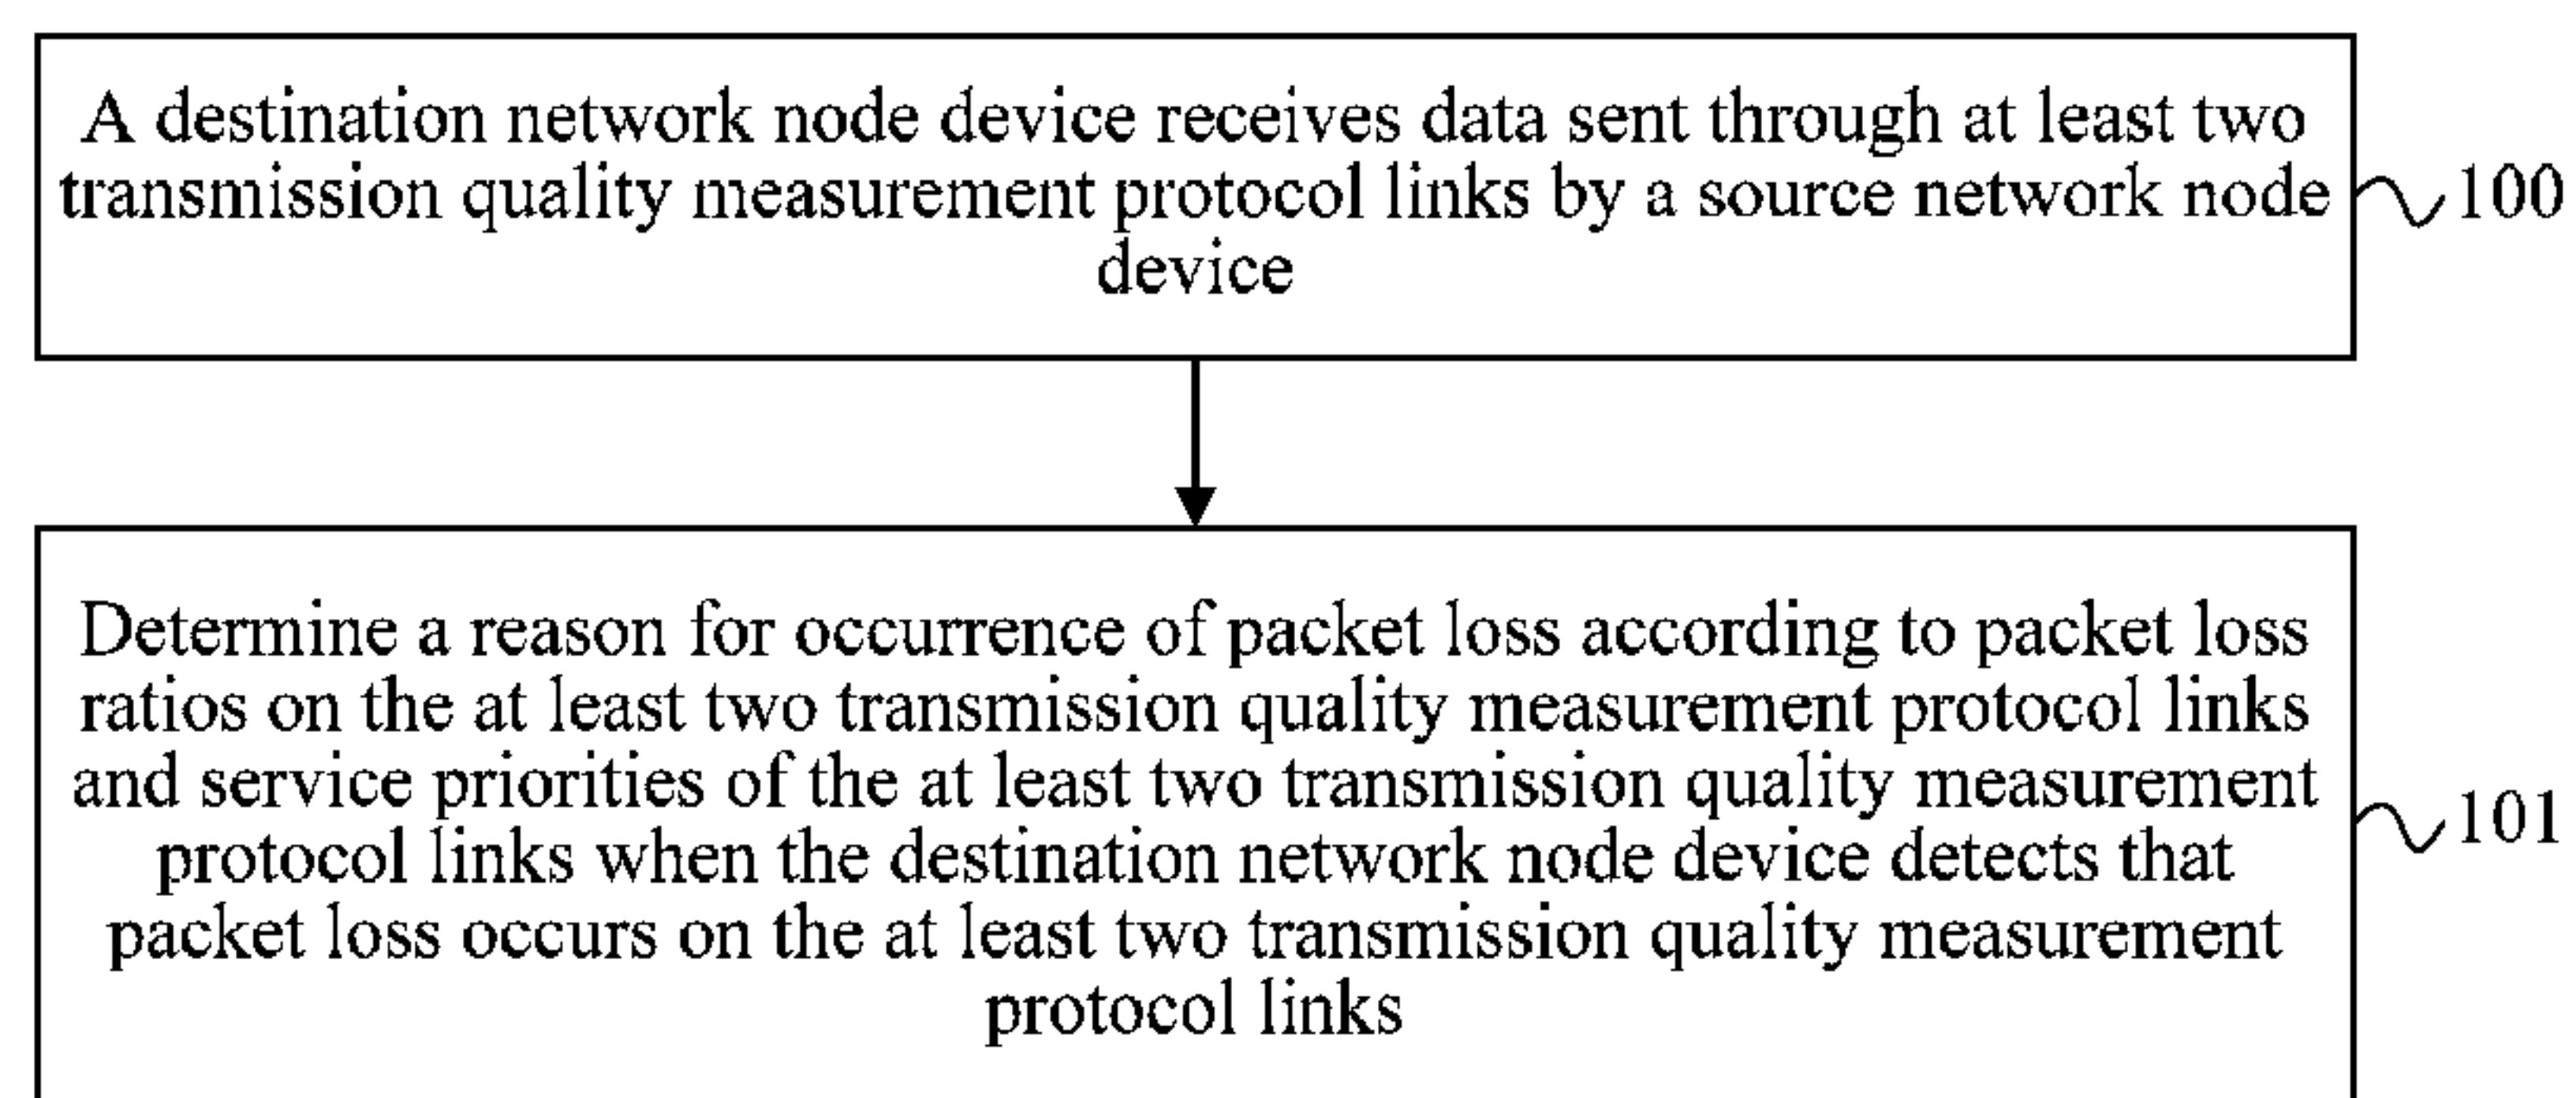 A destination network node device receives data sent through at least two
transmission quality measurement protocol links by a source network node
device
100
Determine a reason for occurrence of packet loss according to packet loss
ratios on the at least two transmission quality measurement protocol links
and service priorities of the at least two transmission quality measurement
protocol links when the destination network node device detects that
packet loss occurs on the at least two transmission quality measurement
protocol links
101